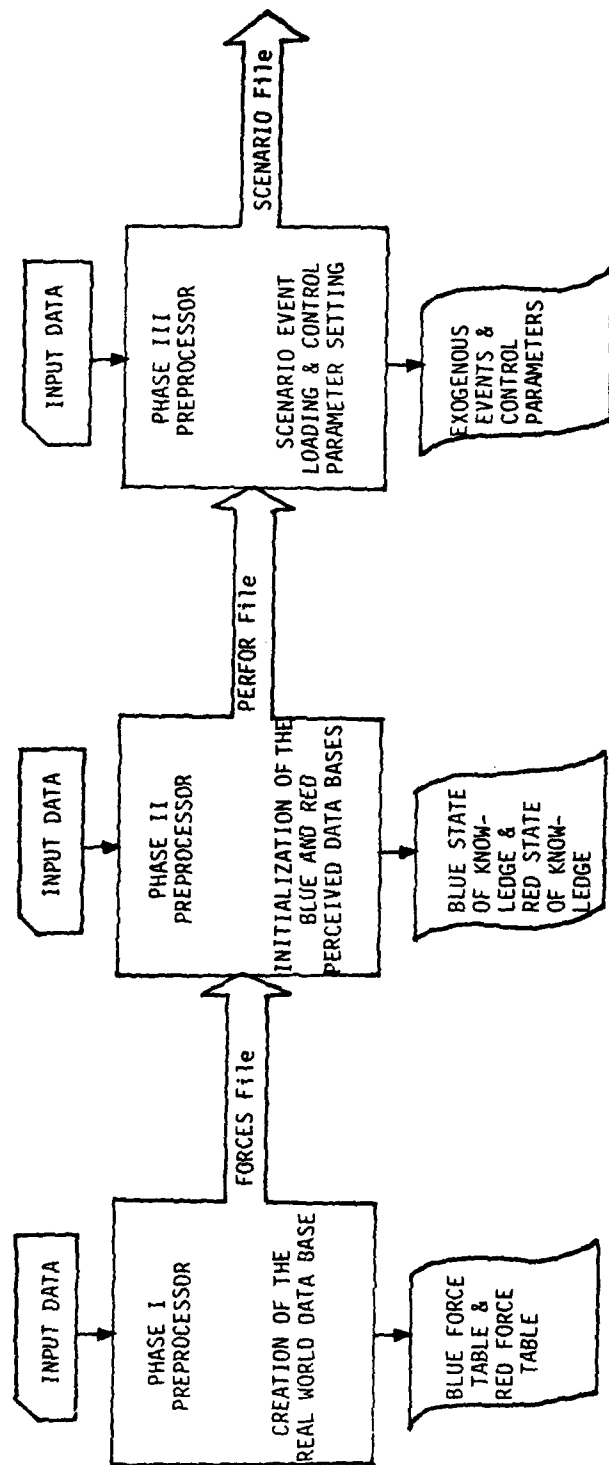 INPUT DATA
PHASE I
PREPROCESSOR
CREATION OF THE
REAL WORLD DATA BASE
BLUE FORCE
TABLE &
RED FORCE
TABLE
FORCES File
INPUT DATA
PHASE II
PREPROCESSOR
INITIALIZATION OF THE
BLUE AND RED
PERCEIVED DATA BASES
BLUE STATE
OF KNOW-
LEDGE &
RED STATE
OF KNOW-
LEDGE
PERFOR File
INPUT DATA
PHASE III
PREPROCESSOR
SCENARIO EVENT
LOADING & CONTROL
PARAMETER SETTING
EXOGENOUS
EVENTS &
CONTROL
PARAMETERS
SCENARIO File